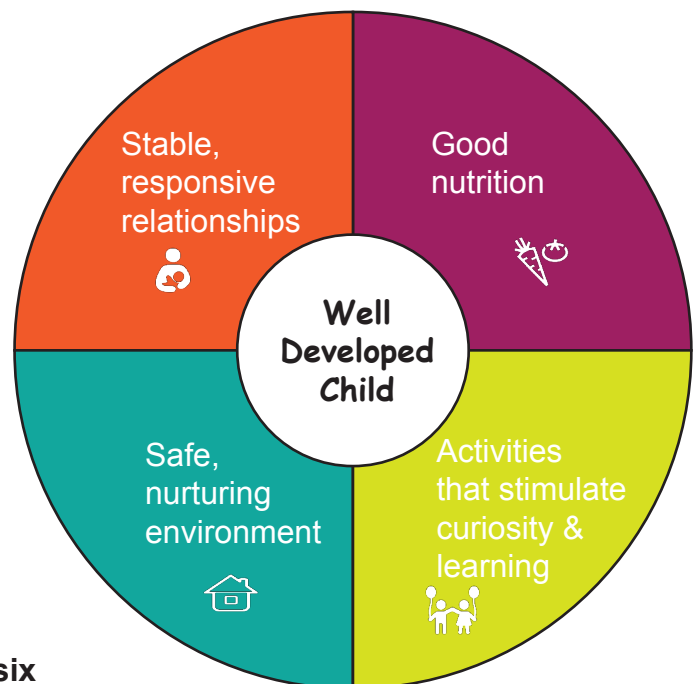 Stable,
responsive
relationships
Good
nutrition
Well
Developed
Child
Safe,
nurturing
environment
Activities
that stimulate
curiosity &
learning
six